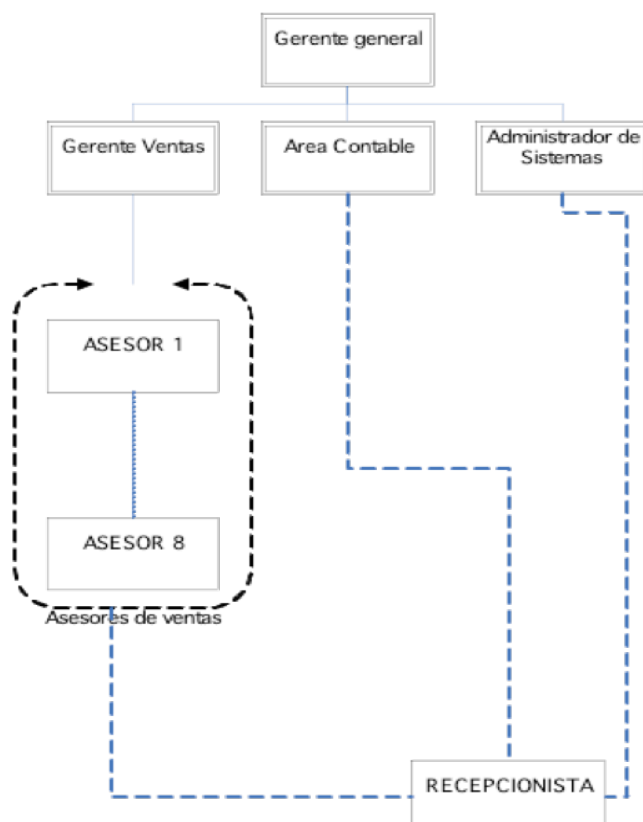 Gerente general
Gerente Ventas
Area Contable
Administrador de
Sistemas
ASESOR 1
ASESOR 8
Asesores de ventas
RECEPCIONISTA